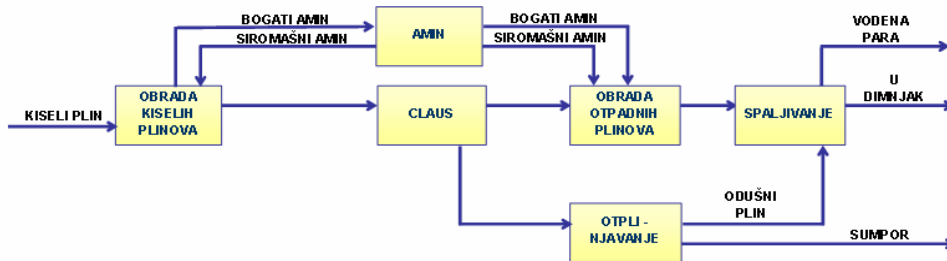 BOGATI AMIN
SIROMAŠNI AMIN
AMIN
BOGATI AMIN
SIROMAŠNI AMIN
VODENA
PARA
KISELI PLIN
OBRADA
KISELIH
PLINOVA
CLAUS
OBRADA
OTPADNIH
PLINOVA
SPALJIVANJE
U
DIMNJAK
OTPLI -
NJAVANJE
ODUŠNI
PLIN
SUMPOR